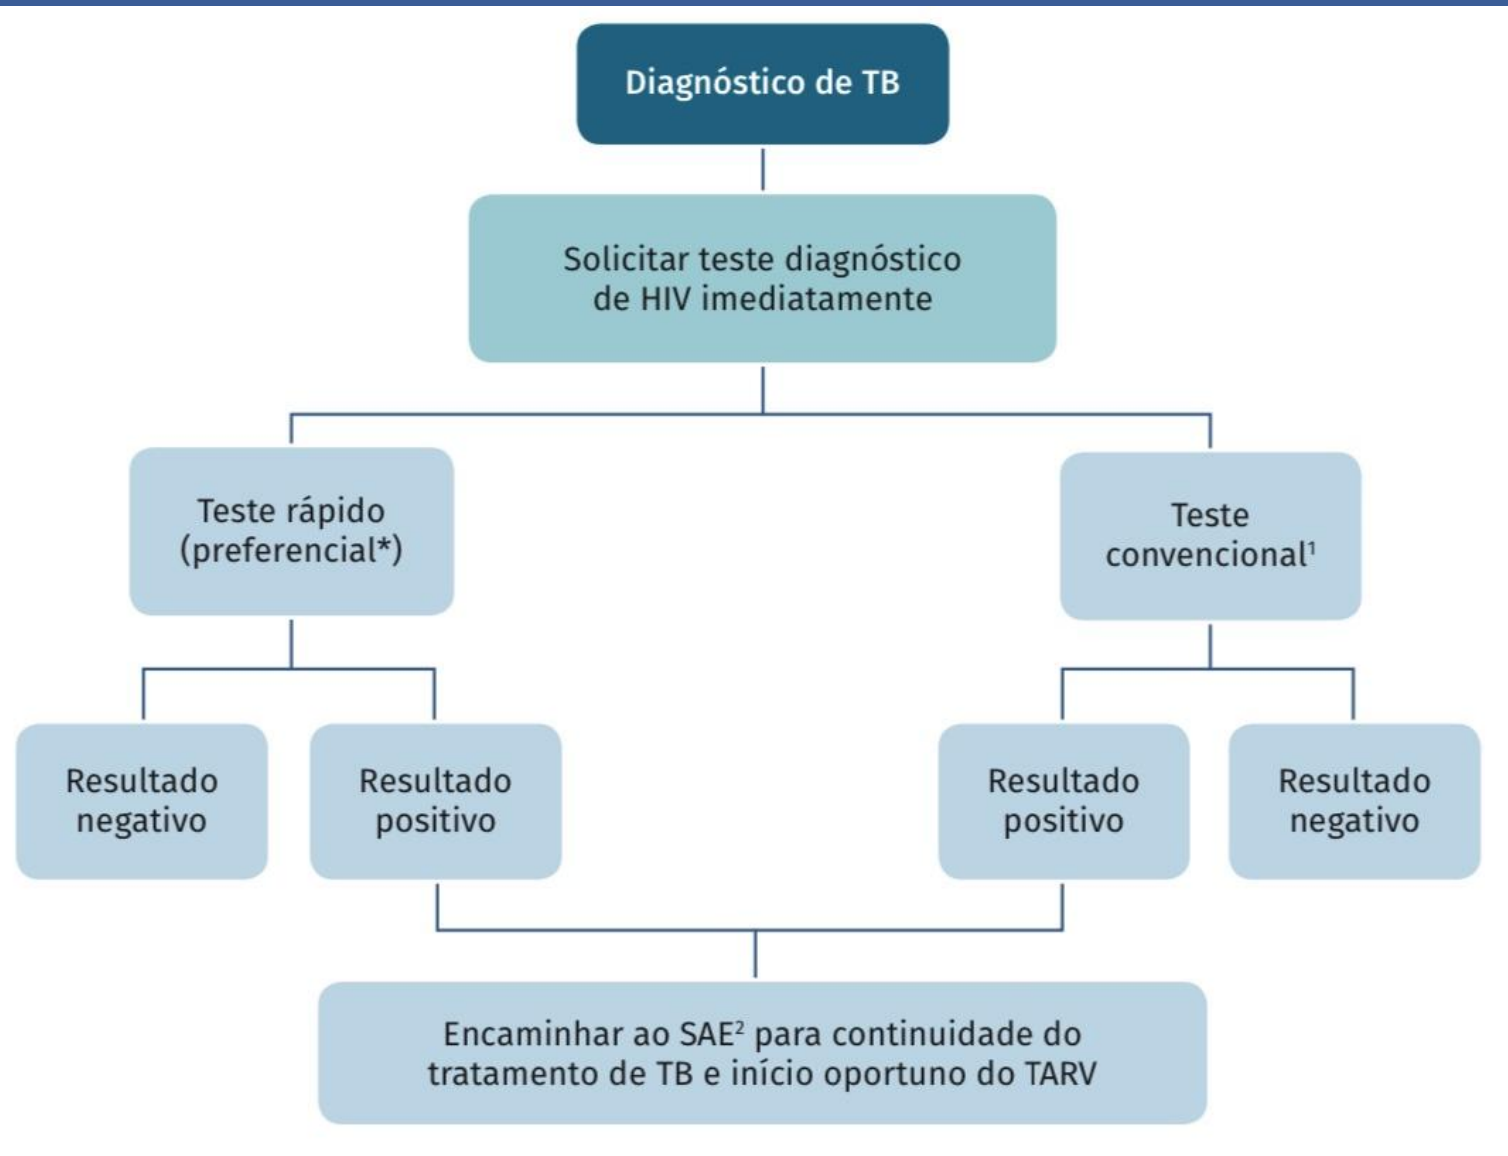 Diagnóstico de TB
Solicitar teste diagnóstico
de HIV imediatamente
Teste rápido
(preferencial*)
Teste
convencional¹
Resultado
negativo
Resultado
positivo
Resultado
positivo
Resultado
negativo
Encaminhar ao SAE² para continuidade do
tratamento de TB e início oportuno do TARV